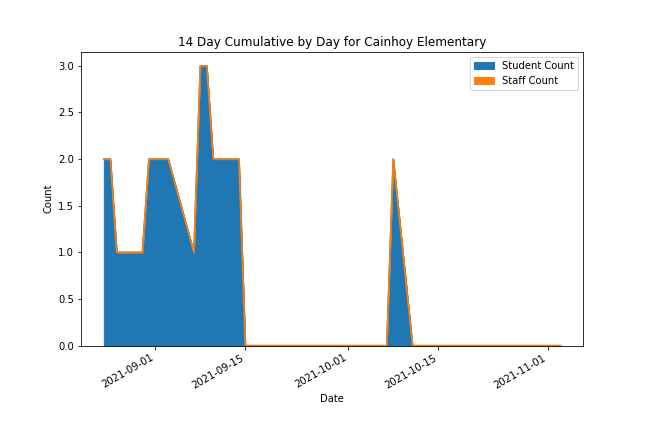 14 Day Cumulative by Day for Cainhoy Elementary
Student Count
Staff Count
3.0
2.5
2.0
1.5
1.0
0.5
0.0
Count
2021-09-01
2021-09-15
2021-10-01
2021-10-15
2021-11-01
Date